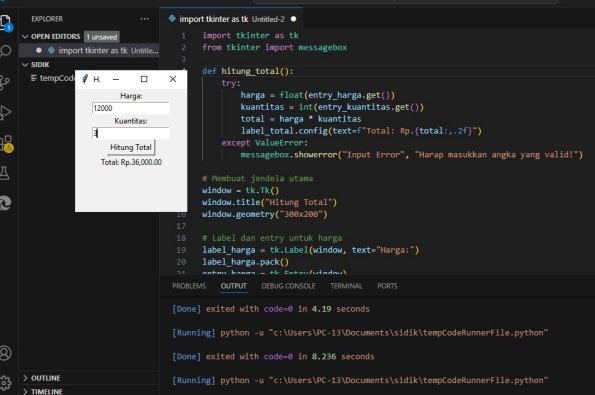 EXPLORER ...
OPEN EDITORS 1 unsaved
import tkinter as tk Untitle...
SIDIK
tempCod
H.
Harga:
12000
Kuantitas:
3
Hitung Total
Total: Rp.36,000.00
OUTLINE
TIMELINE
import tkinter as tk Untitled-2
1 import tkinter as tk
2 from tkinter import messagebox
3
4 def hitung_total():
5 try:
6 harga = float(entry_harga.get())
7 kuantitas = int(entry_kuantitas.get())
8 total = harga * kuantitas
9 label_total.config(text=f"Total: Rp.{total:,.2f}")
10 except ValueError:
11 messagebox.showerror("Input Error", "Harap masukkan angka yang valid!")
# Membuat jendela utama
window = tk.Tk()
window.title("Hitung Total")
16 window.geometry("300x200")
17
18 # Label dan entry untuk harga
19 label_harga = tk.Label(window, text="Harga:")
20 label_harga.pack()
21 entry_harga = tk.Entry(window)
PROBLEMS OUTPUT DEBUG CONSOLE TERMINAL PORTS
[Done] exited with code=0 in 4.19 seconds
[Running] python -u "c:\Users\PC-13\Documents\sidik\tempCodeRunnerFile.python"
[Done] exited with code=0 in 8.236 seconds
[Running] python -u "c:\Users\PC-13\Documents\sidik\tempCodeRunnerFile.python"